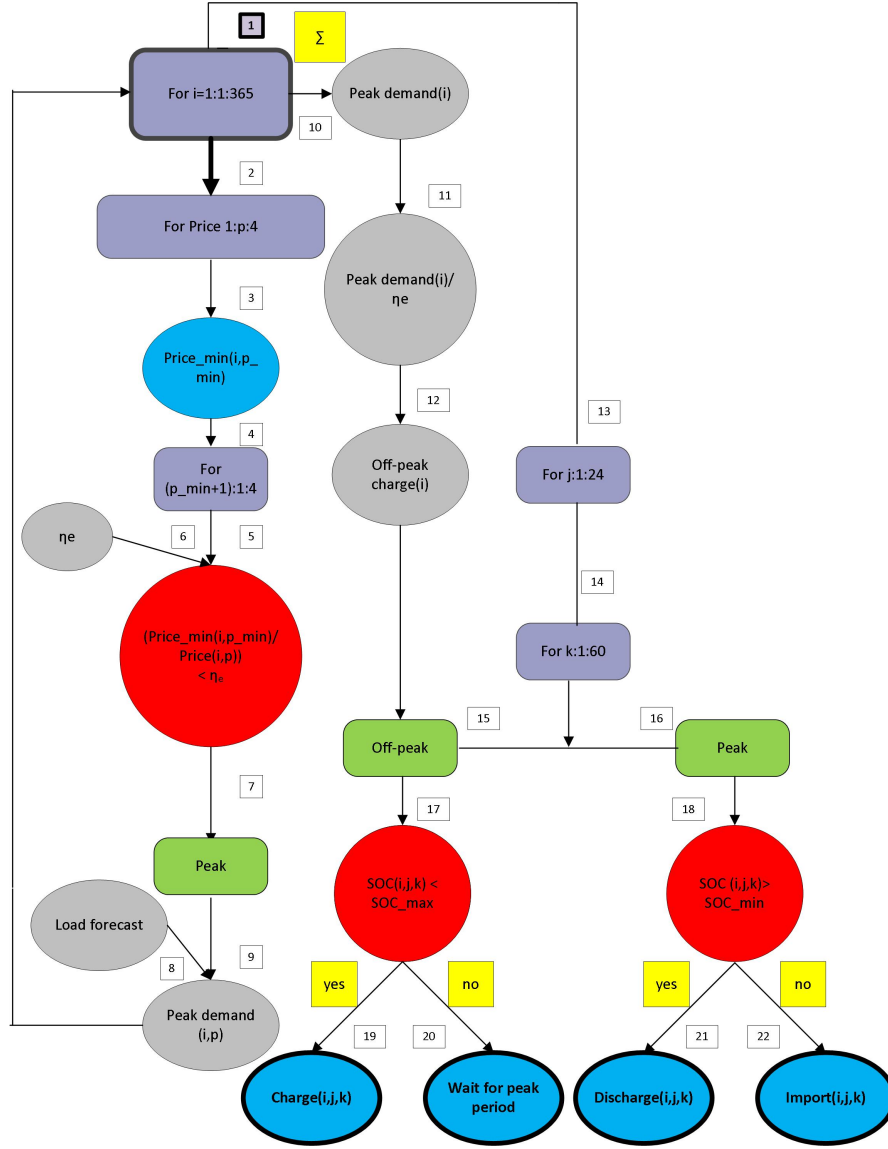 1
Σ
For i=1:1:365
Peak demand(i)
10
2
11
For Price 1:p:4
Peak demand(i)/
ηe
3
Price_min(i,p_
min)
12
13
4
For
(p_min+1):1:4
Off-peak
charge(i)
For j:1:24
ηe
6
5
14
(Price_min(i,p_min)/
Price(i,p))
< ηₑ
For k:1:60
15
16
Off-peak
Peak
7
17
18
Peak
SOC(i,j,k) <
SOC_max
SOC (i,j,k)>
SOC_min
Load forecast
8
9
yes
no
yes
no
Peak demand
(i,p)
19
20
21
22
Charge(i,j,k)
Wait for peak
period
Discharge(i,j,k)
Import(i,j,k)